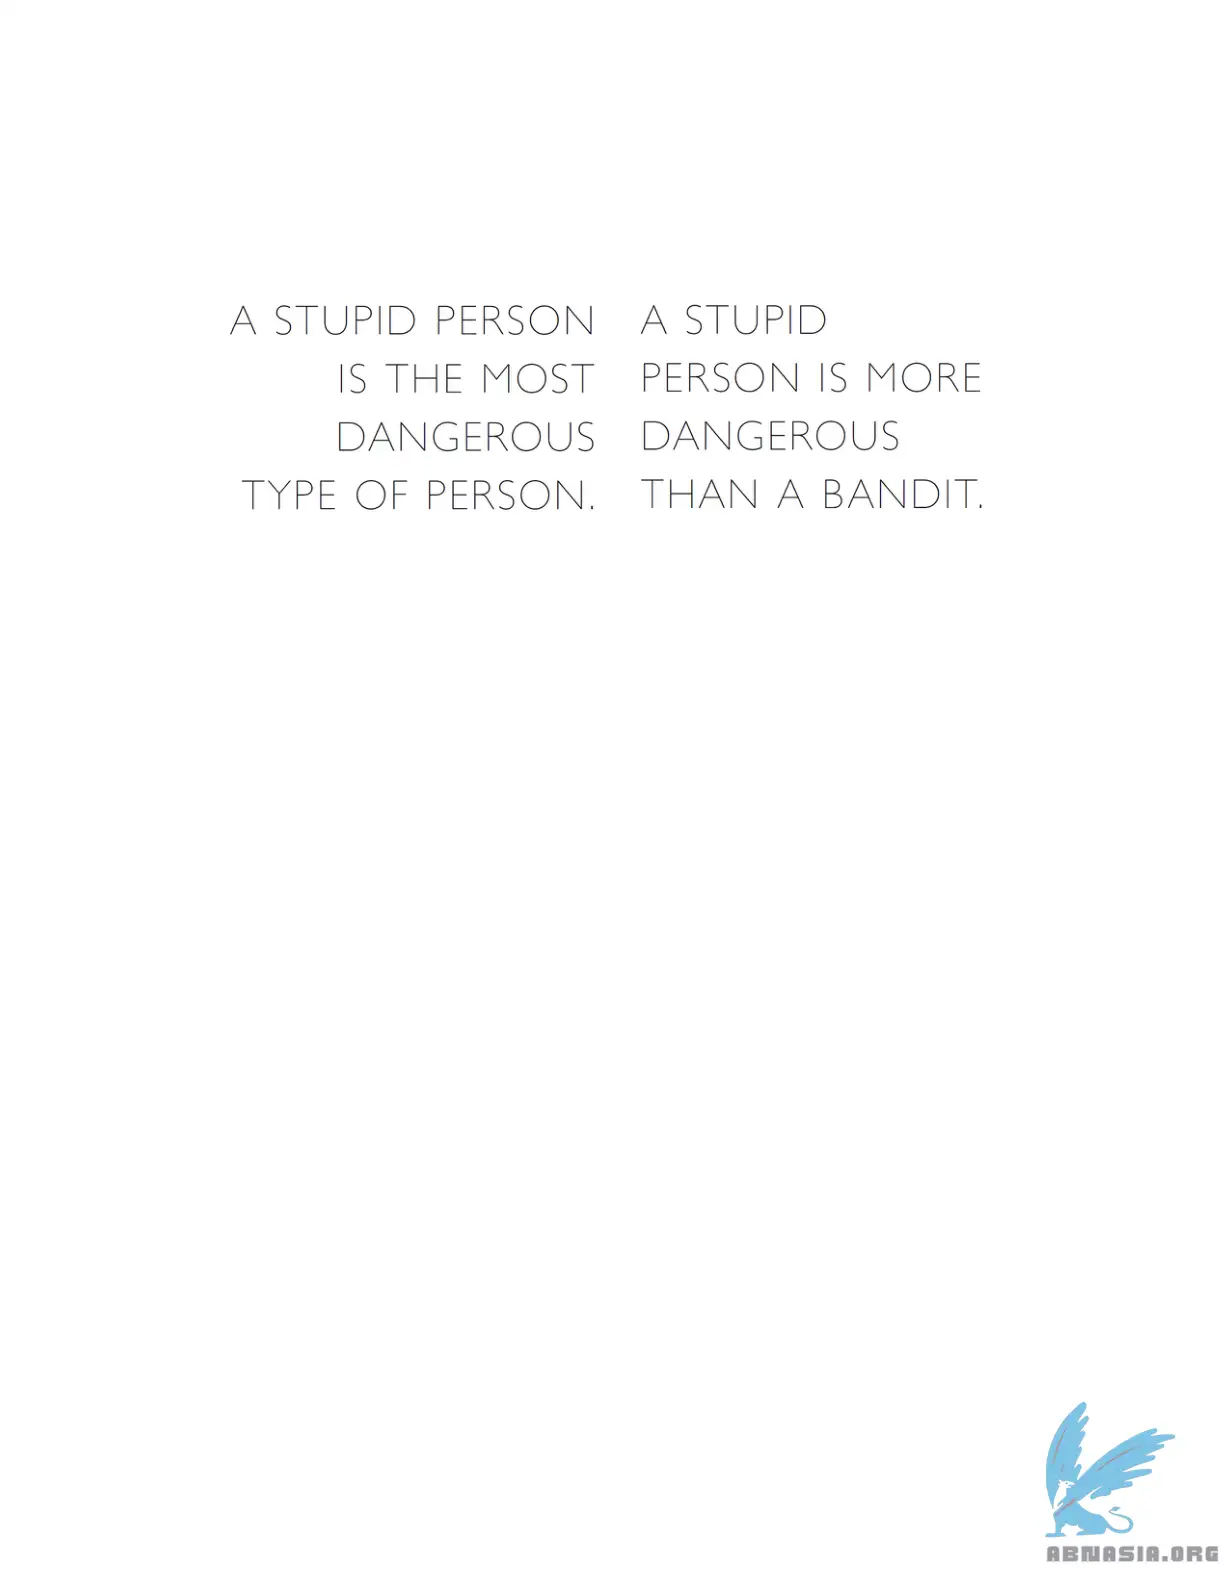 A STUPID PERSON
IS THE MOST
DANGEROUS
TYPE OF PERSON.
A STUPID
PERSON IS MORE
DANGEROUS
THAN A BANDIT.
ABNASIA.ORG